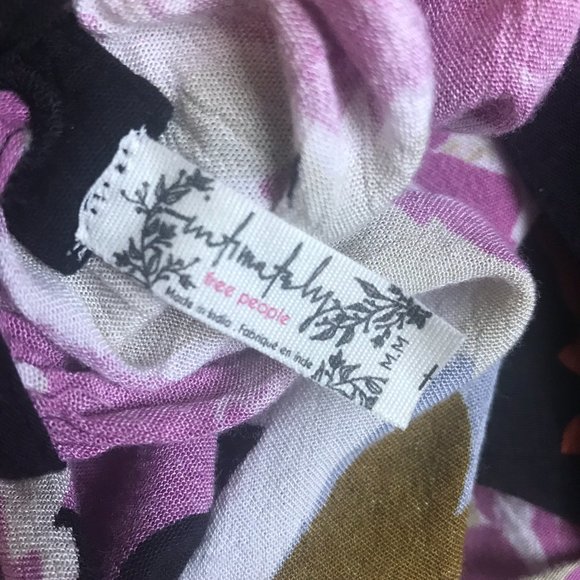 Intimately
free people
Made in India . Fabriqué en Inde
M.M